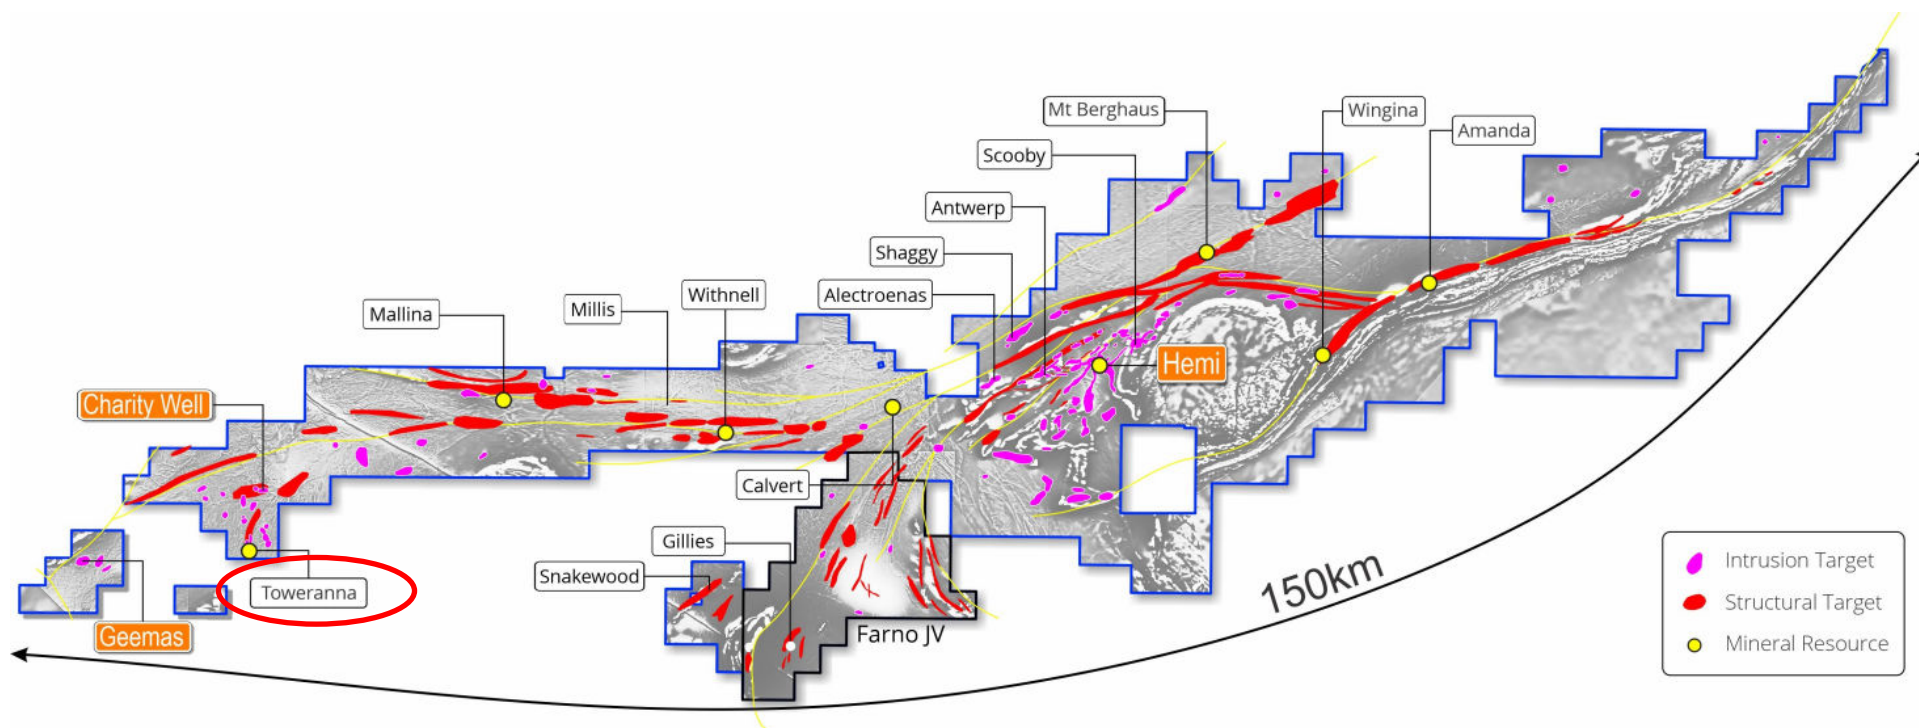 Mt Berghaus
Wingina
Amanda
Scooby
Antwerp
Shaggy
Alectroenas
Withnell
Millis
Mallina
Hemi
Charity Well
Calvert
Gillies
Snakewood
Toweranna
Geemas
Farno JV
150km
Intrusion Target
Structural Target
Mineral Resource